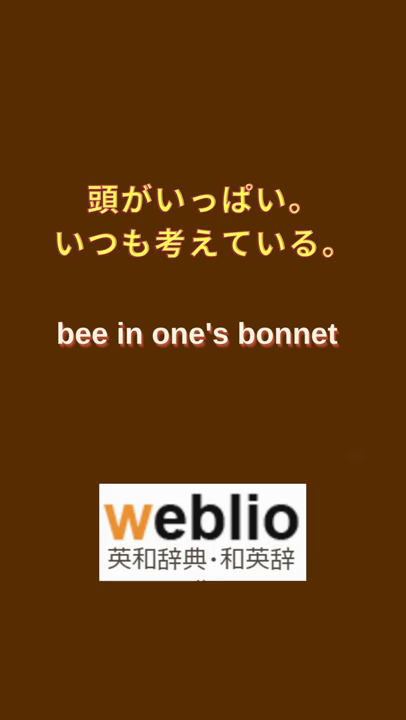 頭がいっぱい。
いつも考えている。
bee in one's bonnet
weblio
英和辞典・和英辞